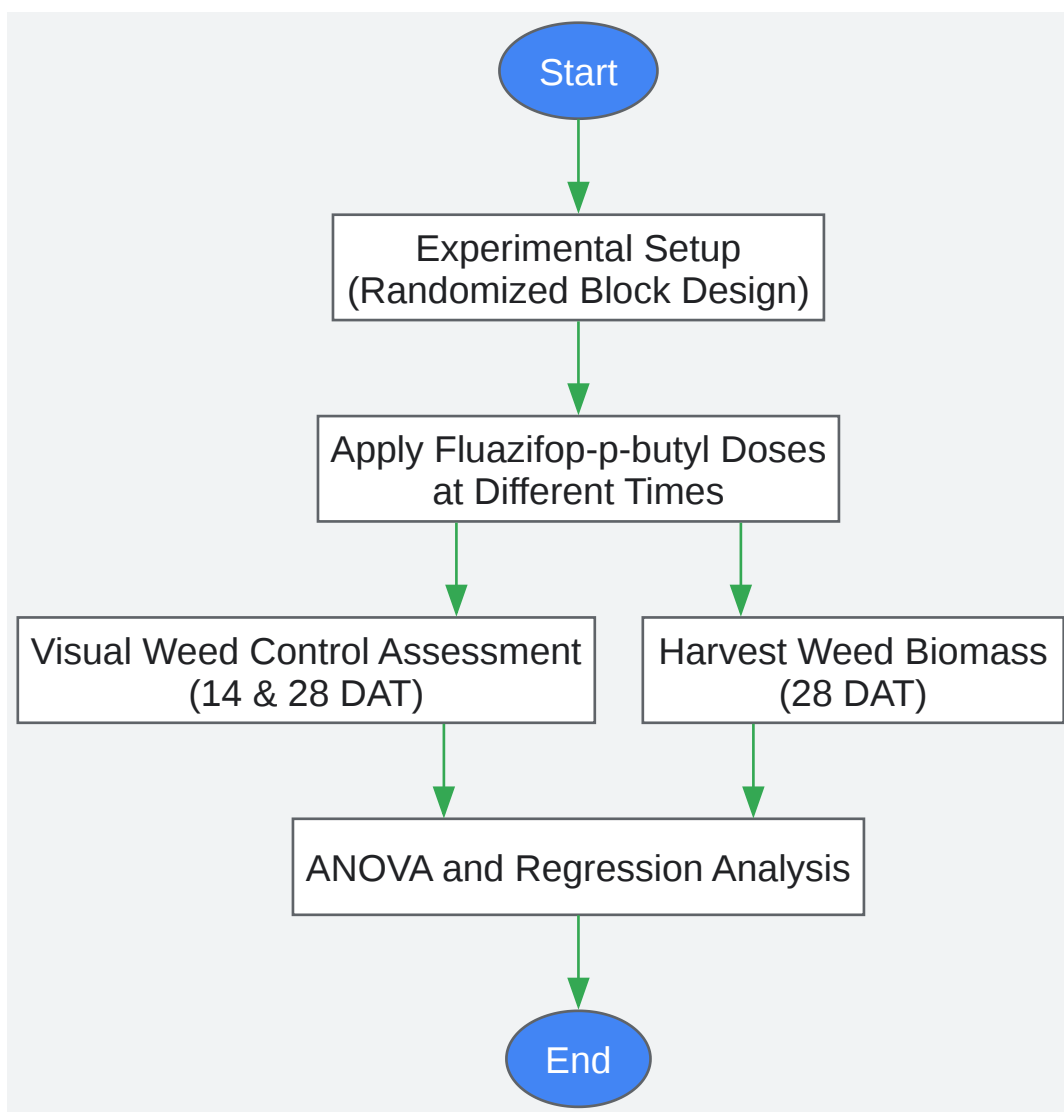 Start
Experimental Setup
(Randomized Block Design)
Apply Fluazifop-p-butyl Doses
at Different Times
Visual Weed Control Assessment
(14 & 28 DAT)
Harvest Weed Biomass
(28 DAT)
ANOVA and Regression Analysis
End